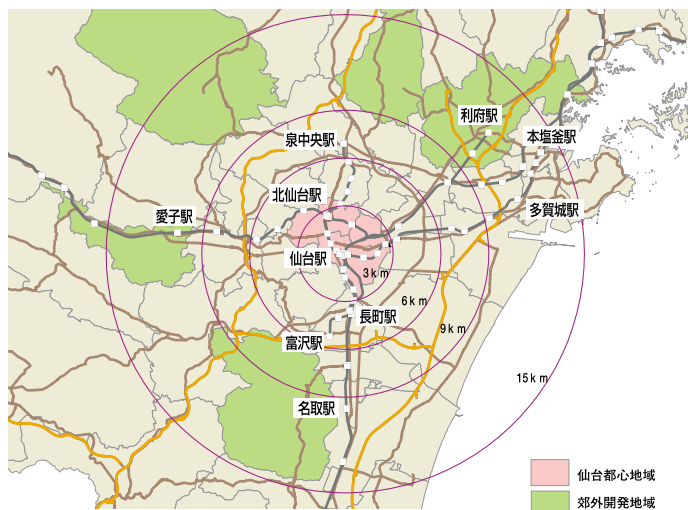 利府駅
泉中央駅
本塩釜駅
北仙台駅
愛子駅
多賀城駅
仙台駅
3km
6km
長町駅
9km
富沢駅
15km
名取駅
仙台都心地域
郊外開発地域